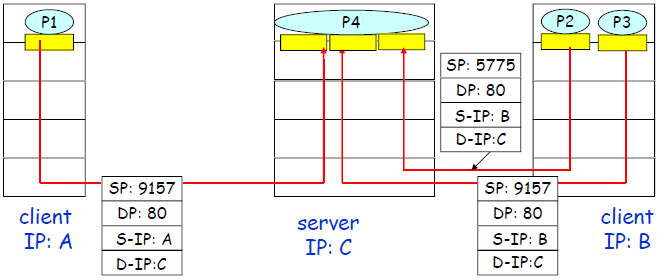 P1
P4
P2
P3
SP: 5775
DP: 80
S-IP: B
D-IP:C
SP: 9157
DP: 80
S-IP: A
D-IP:C
SP: 9157
DP: 80
S-IP: B
D-IP:C
client
IP: A
server
IP: C
client
IP: B